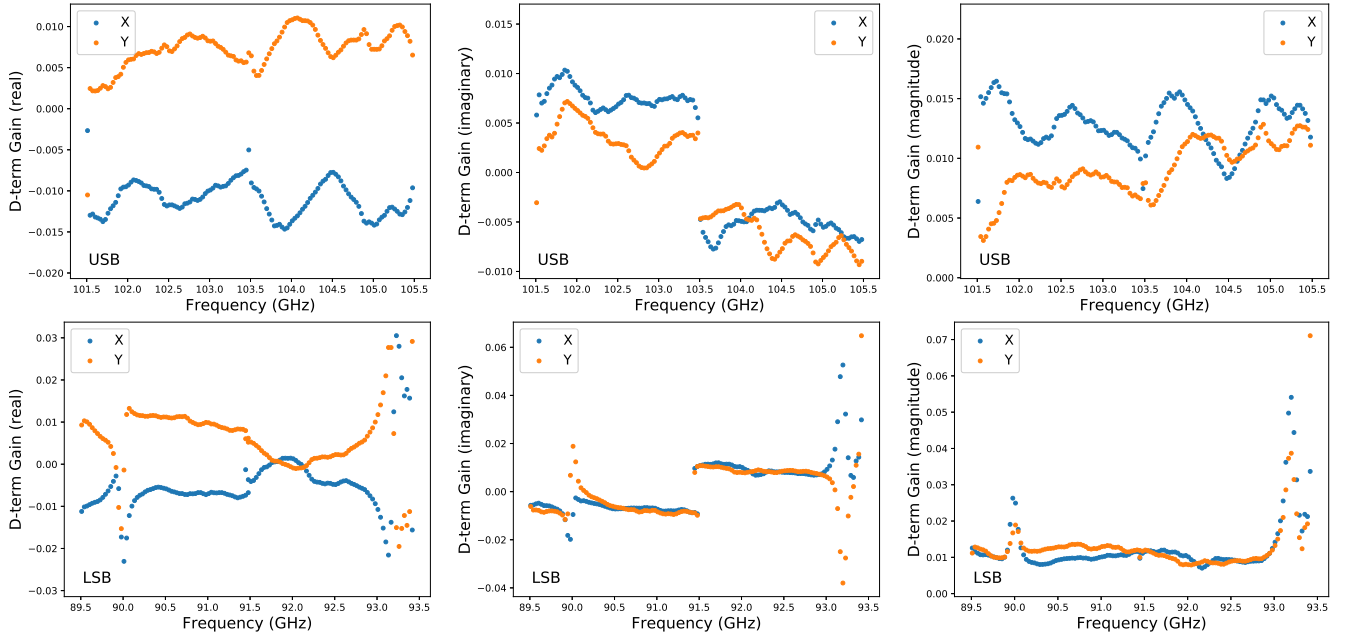 X
Y
0.010
0.005
0.000
−0.005
−0.010
−0.015
−0.020
D-term Gain (real)
USB
101.5 102.0 102.5 103.0 103.5 104.0 104.5 105.0 105.5
Frequency (GHz)
X
Y
0.015
0.010
0.005
0.000
−0.005
−0.010
D-term Gain (imaginary)
USB
101.5 102.0 102.5 103.0 103.5 104.0 104.5 105.0 105.5
Frequency (GHz)
X
Y
0.020
0.015
0.010
0.005
0.000
D-term Gain (magnitude)
USB
101.5 102.0 102.5 103.0 103.5 104.0 104.5 105.0 105.5
Frequency (GHz)
X
Y
0.03
0.02
0.01
0.00
−0.01
−0.02
−0.03
D-term Gain (real)
LSB
89.5 90.0 90.5 91.0 91.5 92.0 92.5 93.0 93.5
Frequency (GHz)
X
Y
0.06
0.04
0.02
0.00
−0.02
−0.04
D-term Gain (imaginary)
LSB
89.5 90.0 90.5 91.0 91.5 92.0 92.5 93.0 93.5
Frequency (GHz)
X
Y
0.07
0.06
0.05
0.04
0.03
0.02
0.01
0.00
D-term Gain (magnitude)
LSB
89.5 90.0 90.5 91.0 91.5 92.0 92.5 93.0 93.5
Frequency (GHz)